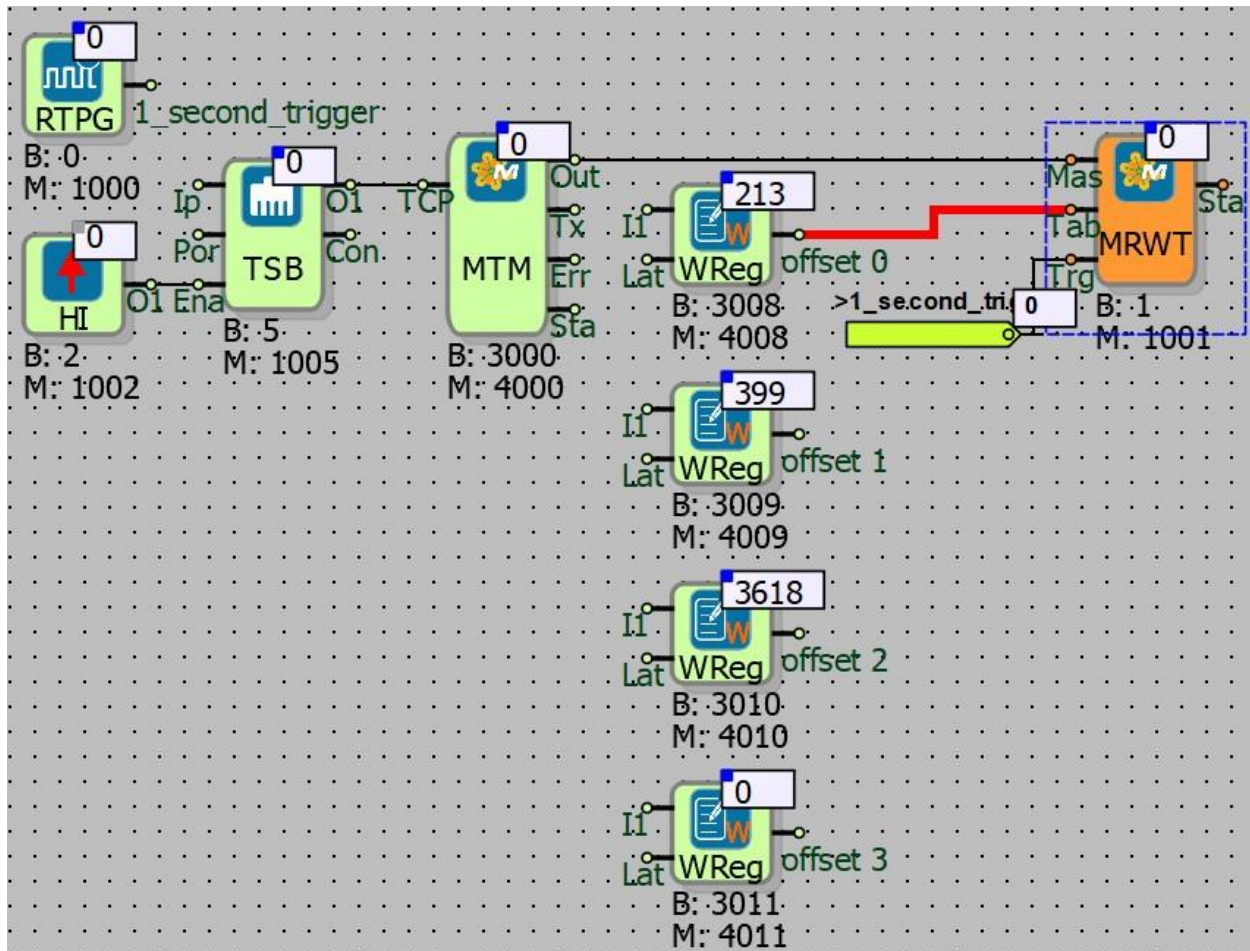 0
RTPG
1_second_trigger
B: 0
M: 1000
0
HI
O1
B: 2
M: 1002
0
Ip
Por
Ena
TSB
O1
Con
B: 5
M: 1005
0
TCP
MTM
Out
Tx
Err
Sta
B: 3000
M: 4000
213
I1
Lat
W
WReg
offset 0
B: 3008
M: 4008
399
I1
Lat
W
WReg
offset 1
B: 3009
M: 4009
3618
I1
Lat
W
WReg
offset 2
B: 3010
M: 4010
0
I1
Lat
W
WReg
offset 3
B: 3011
M: 4011
>1_second_tri
0
0
M
Mas
Tab
Trg
MRWT
Sta
B: 1
M: 1001